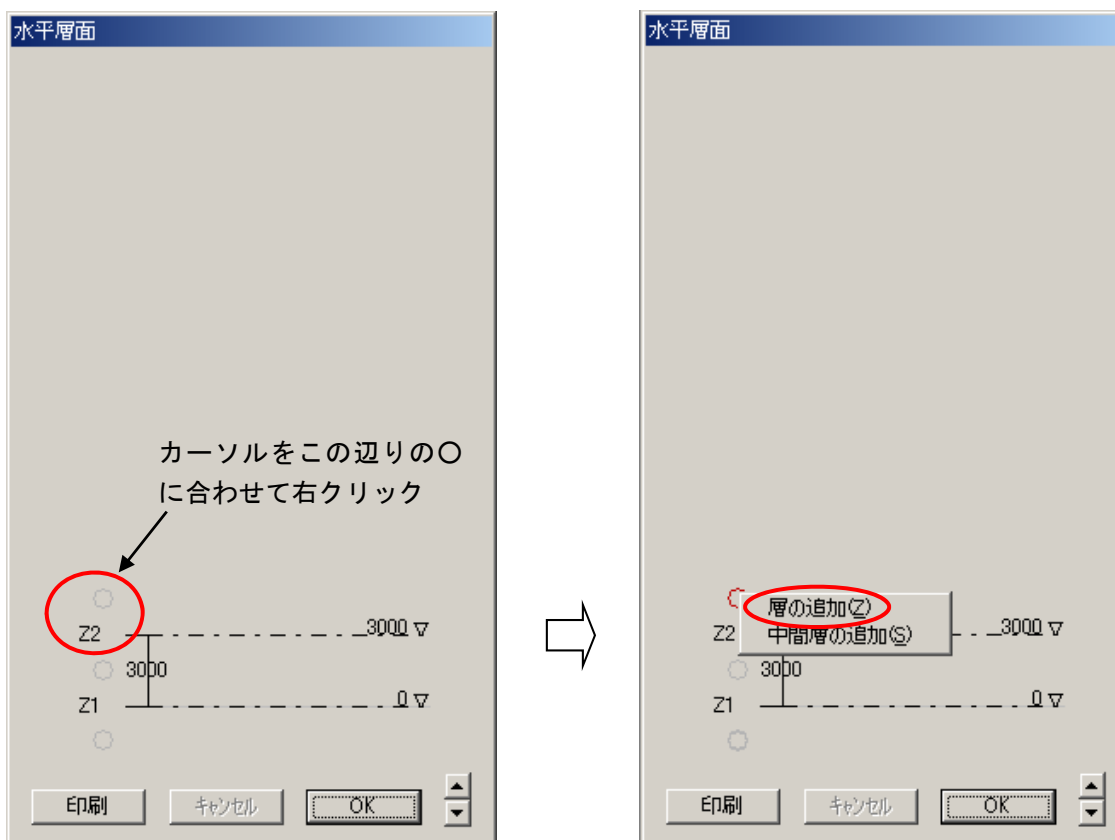 水平層面
カーソルをこの辺りの〇
に合わせて右クリック
Z2
3000
3000
Z1
0
印刷
キャンセル
OK
水平層面
層の追加(Z)
中間層の追加(S)
Z2
3000
3000
Z1
0
印刷
キャンセル
OK